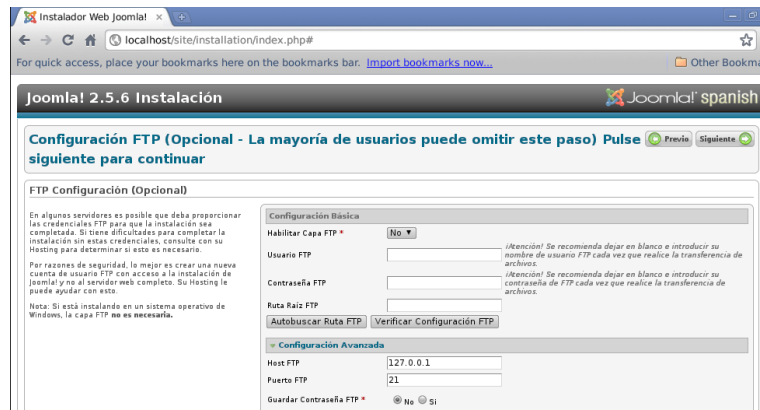 Instalador Web Joomla!
localhost/site/installation/index.php#
For quick access, place your bookmarks here on the bookmarks bar. Import bookmarks now...
Other Bookma
Joomla! 2.5.6 Instalación
Joomla! spanish
Configuración FTP (Opcional - La mayoría de usuarios puede omitir este paso) Pulse
siguiente para continuar
Previo
Siguiente
FTP Configuración (Opcional)
En algunos servidores es posible que deba proporcionar
las credenciales FTP para que la instalación sea
completada. Si tiene dificultades para completar la
instalación sin estas credenciales, consulte con su
Hosting para determinar si esto es necesario.
Por razones de seguridad, lo mejor es crear una nueva
cuenta de usuario FTP con acceso a la instalación de
Joomla! y no al servidor web completo. Su Hosting le
puede ayudar con esto.
Nota: Si está instalando en un sistema operativo de
Windows, la capa FTP no es necesaria.
Configuración Básica
Habilitar Capa FTP * No
Usuario FTP
¡Atención! Se recomienda dejar en blanco e introducir su
nombre de usuario FTP cada vez que realice la transferencia de
archivos.
Contraseña FTP
¡Atención! Se recomienda dejar en blanco e introducir su
contraseña de FTP cada vez que realice la transferencia de
archivos.
Ruta Raíz FTP
Autobuscar Ruta FTP
Verificar Configuración FTP
Configuración Avanzada
Host FTP 127.0.0.1
Puerto FTP 21
Guardar Contraseña FTP * No Si